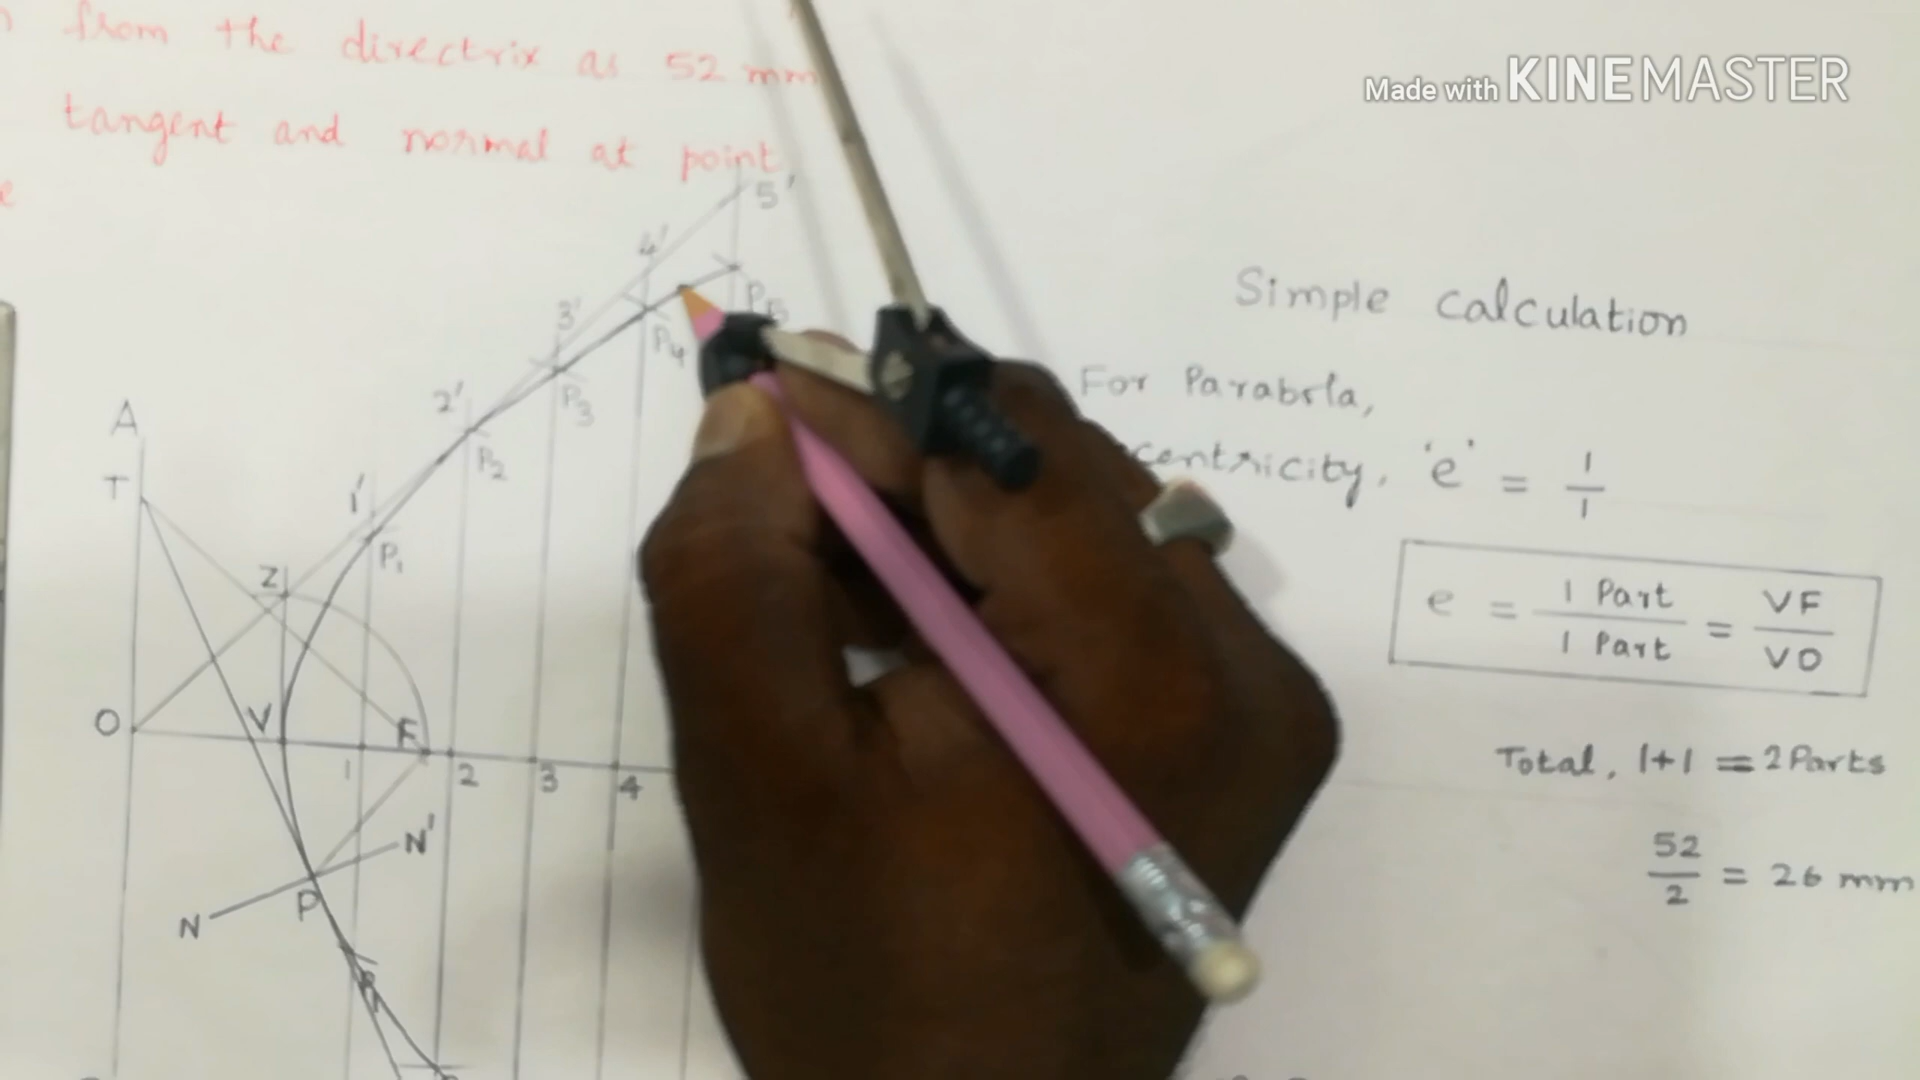 from the directrix as 52 mm
tangent and normal at point
Made with KINEMASTER
5'
4'
3'
2'
1'
P5
P4
P3
P2
P1
A
T
Z
O
V
F
1
2
3
4
N'
N
P
P1
Simple calculation
For Parabola,
centricity, 'e' = 1/1
e = 1 Part / 1 Part = VF / VO
Total, 1+1 = 2 Parts
52/2 = 26 mm